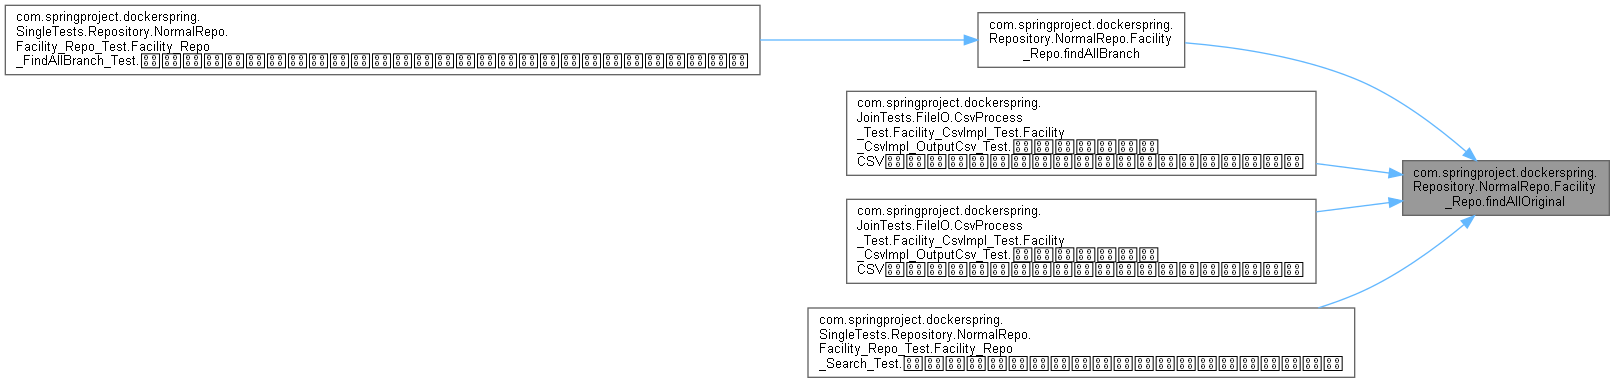 com.springproject.dockerspring.
SingleTests.Repository.NormalRepo.
Facility_Repo_Test.Facility_Repo
_FindAllBranch_Test.
com.springproject.dockerspring.
Repository.NormalRepo.Facility
_Repo.findAllBranch
com.springproject.dockerspring.
JoinTests.FileIO.CsvProcess
_Test.Facility_CsvImpl_Test.Facility
_CsvImpl_OutputCsv_Test.
CSV
com.springproject.dockerspring.
Repository.NormalRepo.Facility
_Repo.findAllOriginal
com.springproject.dockerspring.
JoinTests.FileIO.CsvProcess
_Test.Facility_CsvImpl_Test.Facility
_CsvImpl_OutputCsv_Test.
CSV
com.springproject.dockerspring.
SingleTests.Repository.NormalRepo.
Facility_Repo_Test.Facility_Repo
_Search_Test.